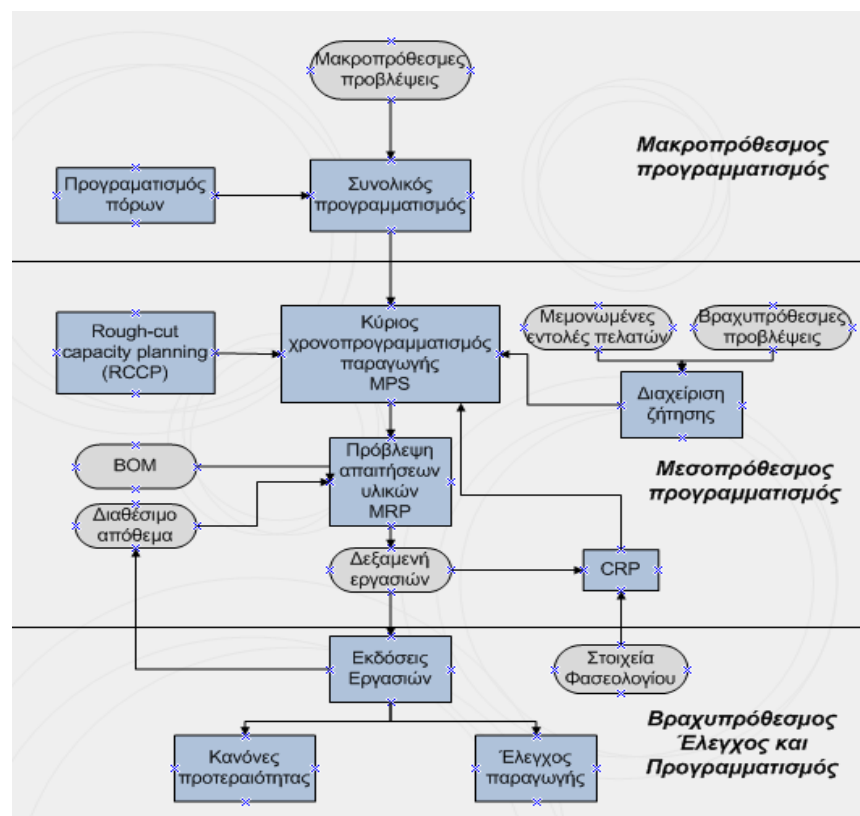 Μακροπρόθεσμες
προβλέψεις
Μακροπρόθεσμος
προγραμματισμός
Προγραματισμός
πόρων
Συνολικός
προγραμματισμός
Rough-cut
capacity planning
(RCCP)
Κύριος
χρονοπρογραμματισμός
παραγωγής
MPS
Μεμονωμένες
εντολές πελατών
Βραχυπρόθεσμες
προβλέψεις
Διαχείριση
ζήτησης
BOM
Πρόβλεψη
απαιτήσεων
υλικών
MRP
Μεσοπρόθεσμος
προγραμματισμός
Διαθέσιμο
απόθεμα
Δεξαμενή
εργασιών
CRP
Εκδόσεις
Εργασιών
Στοιχεία
Φασεολογίου
Βραχυπρόθεσμος
Έλεγχος και
Προγραμματισμός
Κανόνες
προτεραιότητας
Έλεγχος
παραγωγής